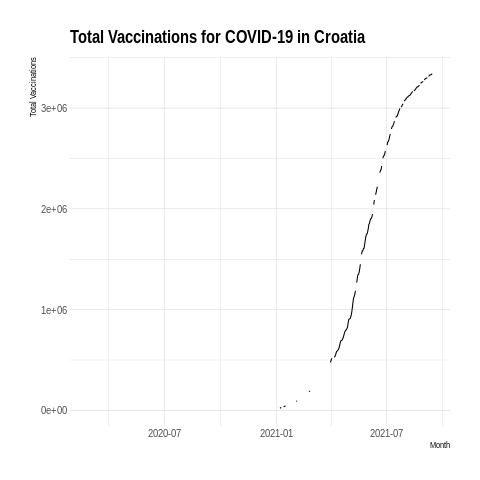 Total Vaccinations for COVID-19 in Croatia
Total Vaccinations
3e+06
2e+06
1e+06
0e+00
2020-07 2021-01 2021-07
Month